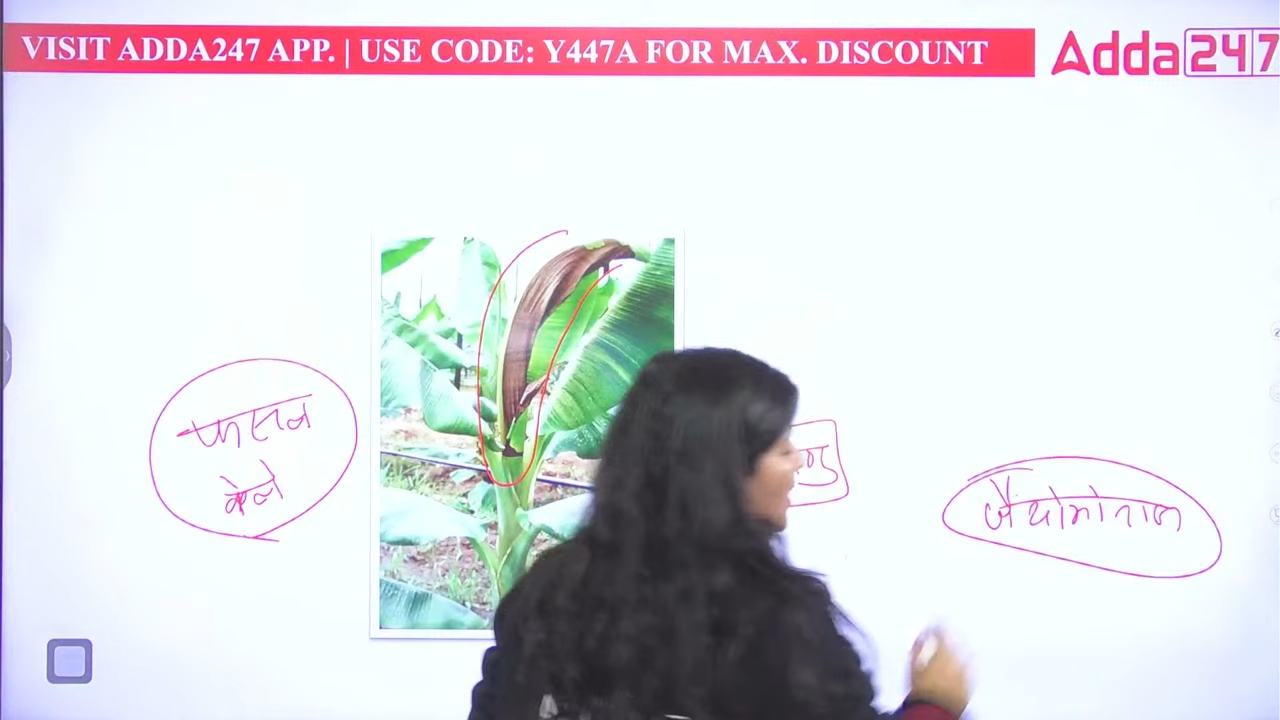 VISIT ADDA247 APP. | USE CODE: Y447A FOR MAX. DISCOUNT
Adda247
फसल
केले